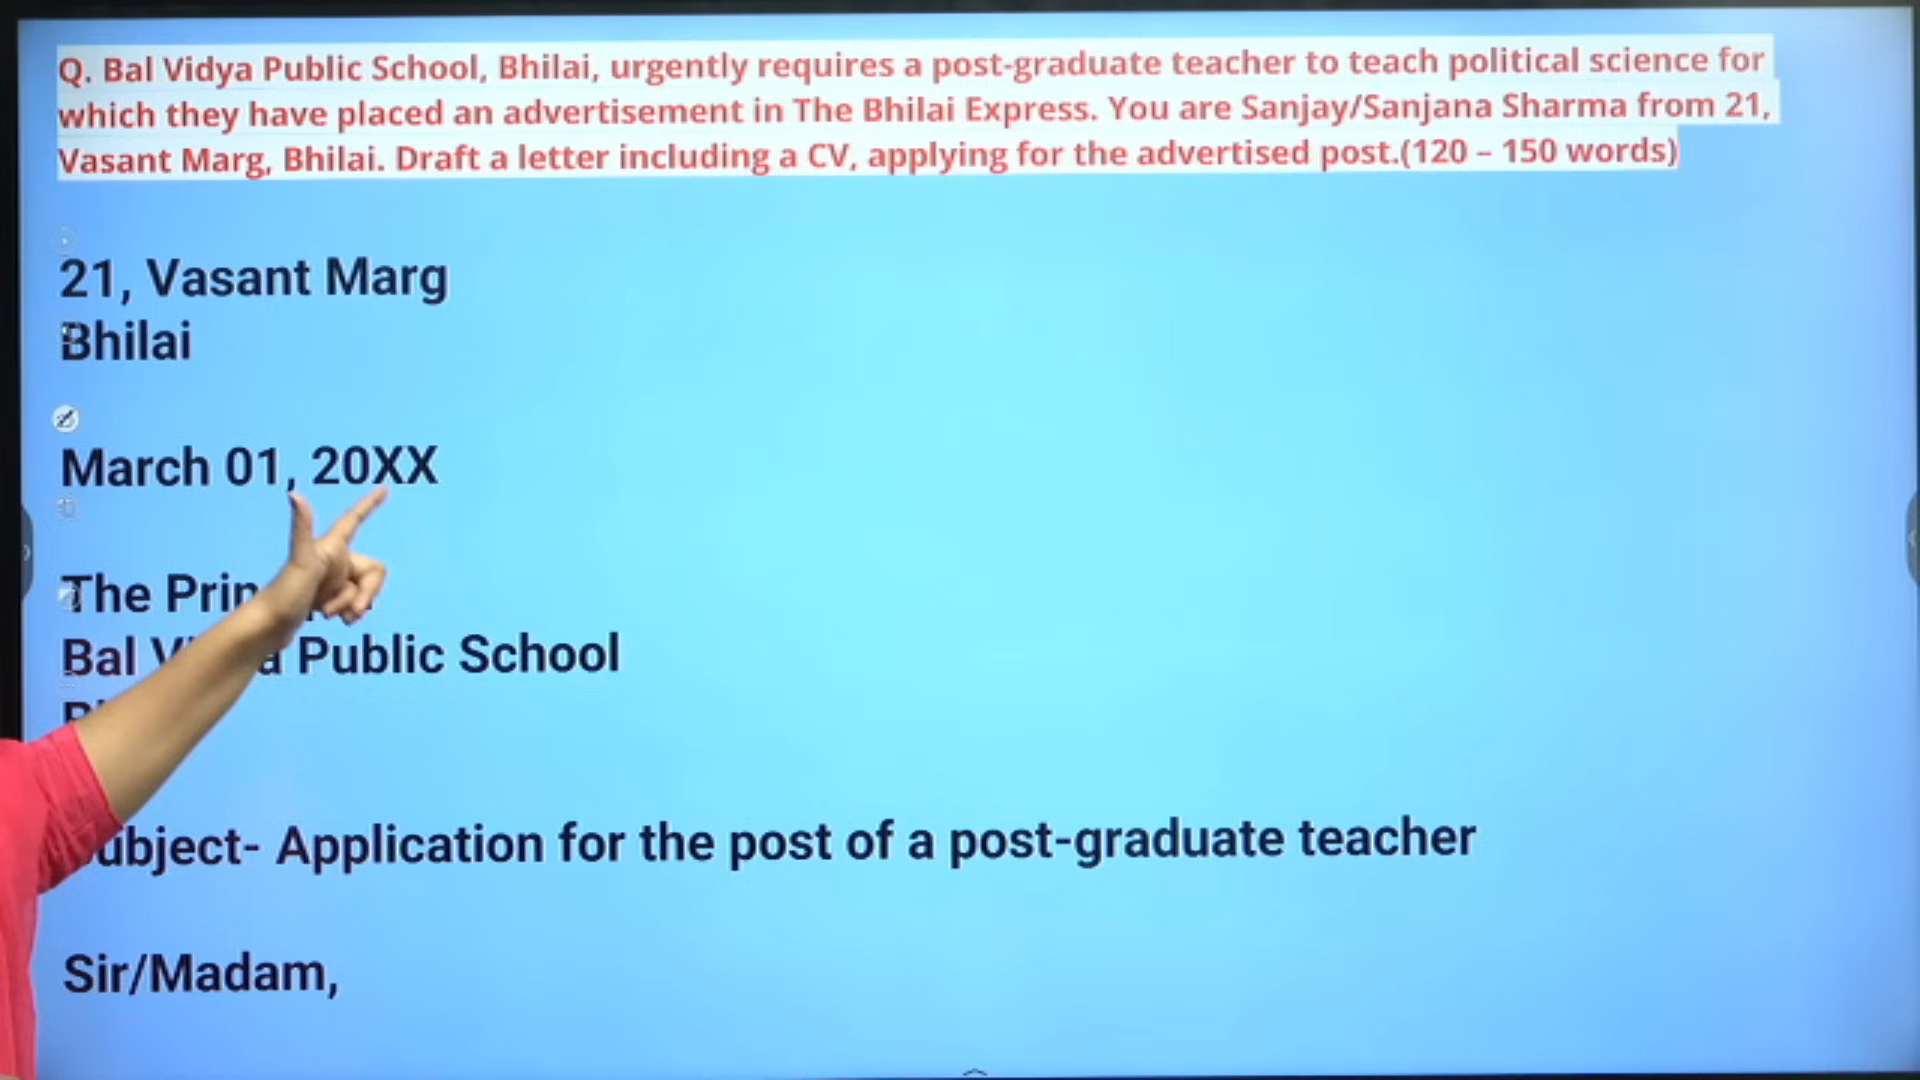 Q. Bal Vidya Public School, Bhilai, urgently requires a post-graduate teacher to teach political science for
which they have placed an advertisement in The Bhilai Express. You are Sanjay/Sanjana Sharma from 21,
Vasant Marg, Bhilai. Draft a letter including a CV, applying for the advertised post.(120 – 150 words)
21, Vasant Marg
Bhilai
March 01, 20XX
The
Bal Public School
Application for the post of a post-graduate teacher
Sir/Madam,